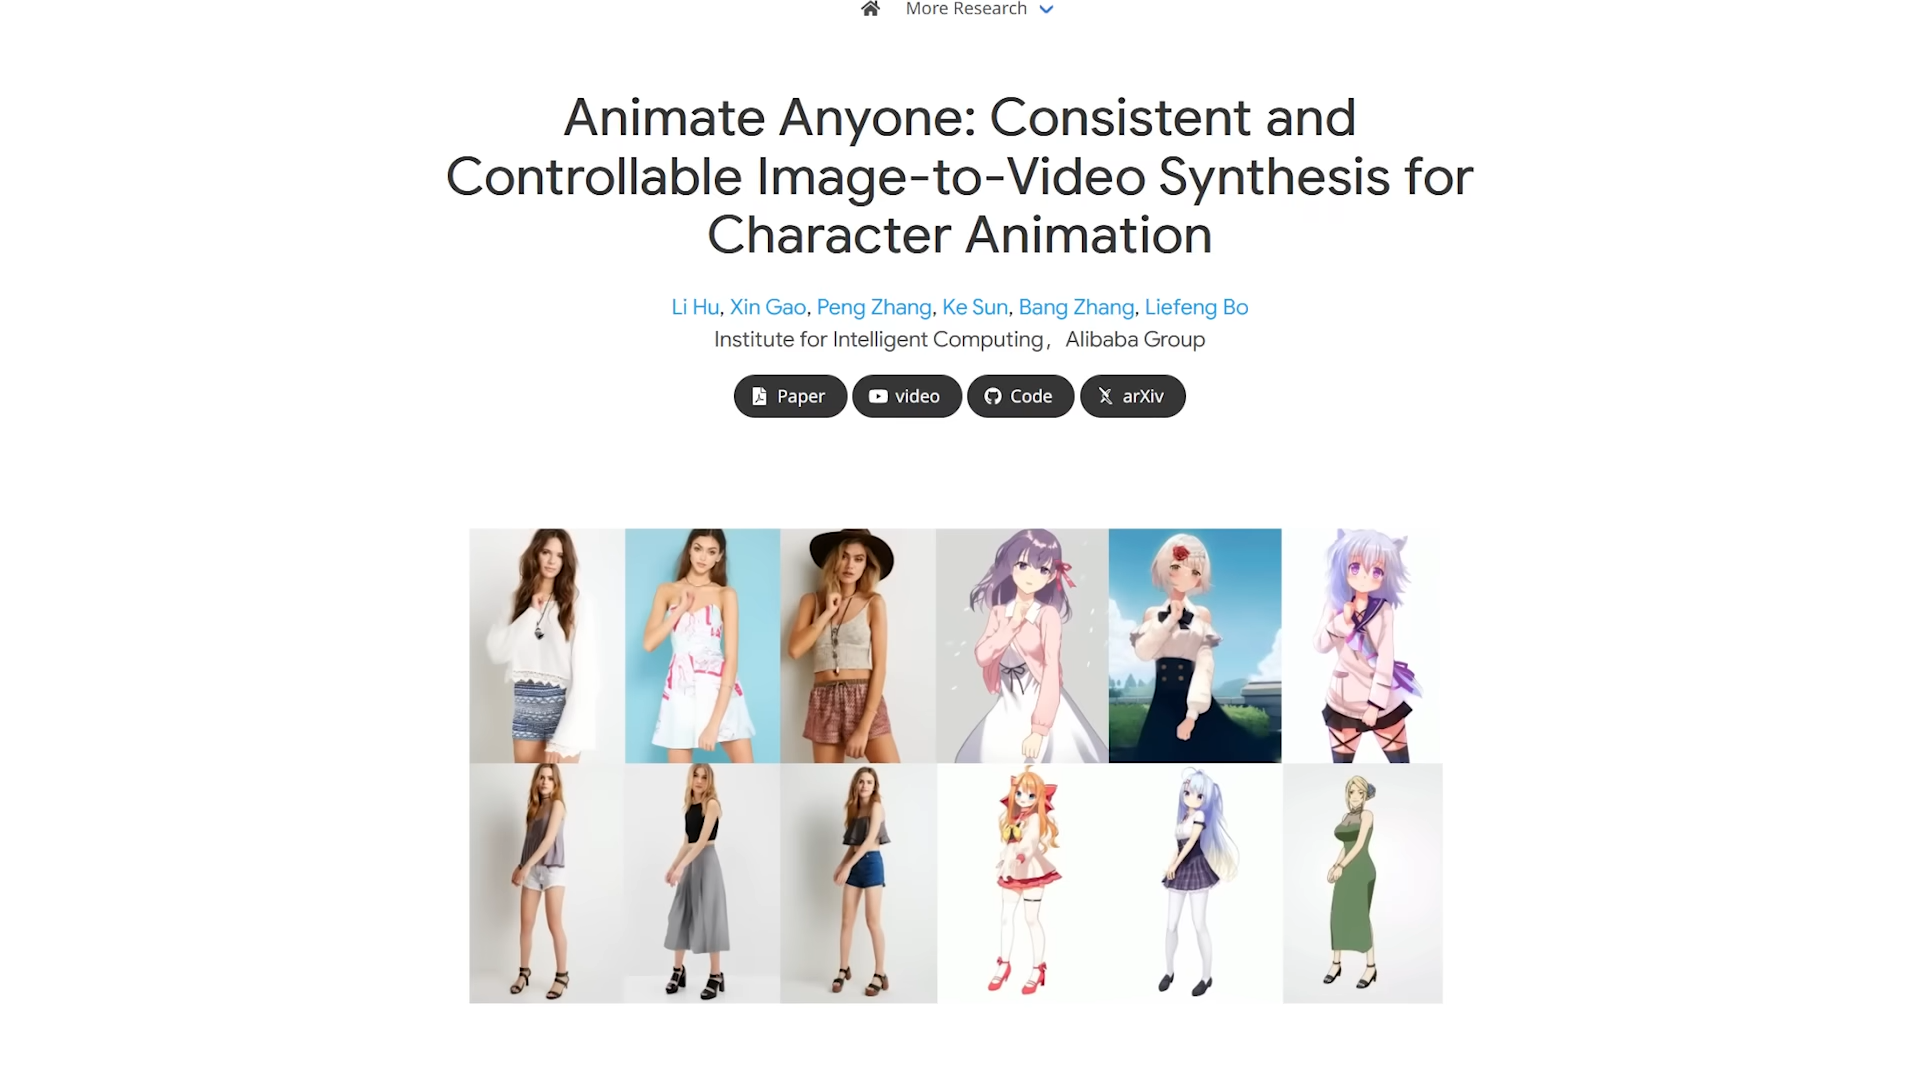 More Research
Animate Anyone: Consistent and
Controllable Image-to-Video Synthesis for
Character Animation
Li Hu, Xin Gao, Peng Zhang, Ke Sun, Bang Zhang, Liefeng Bo
Institute for Intelligent Computing，Alibaba Group
Paper video Code arXiv